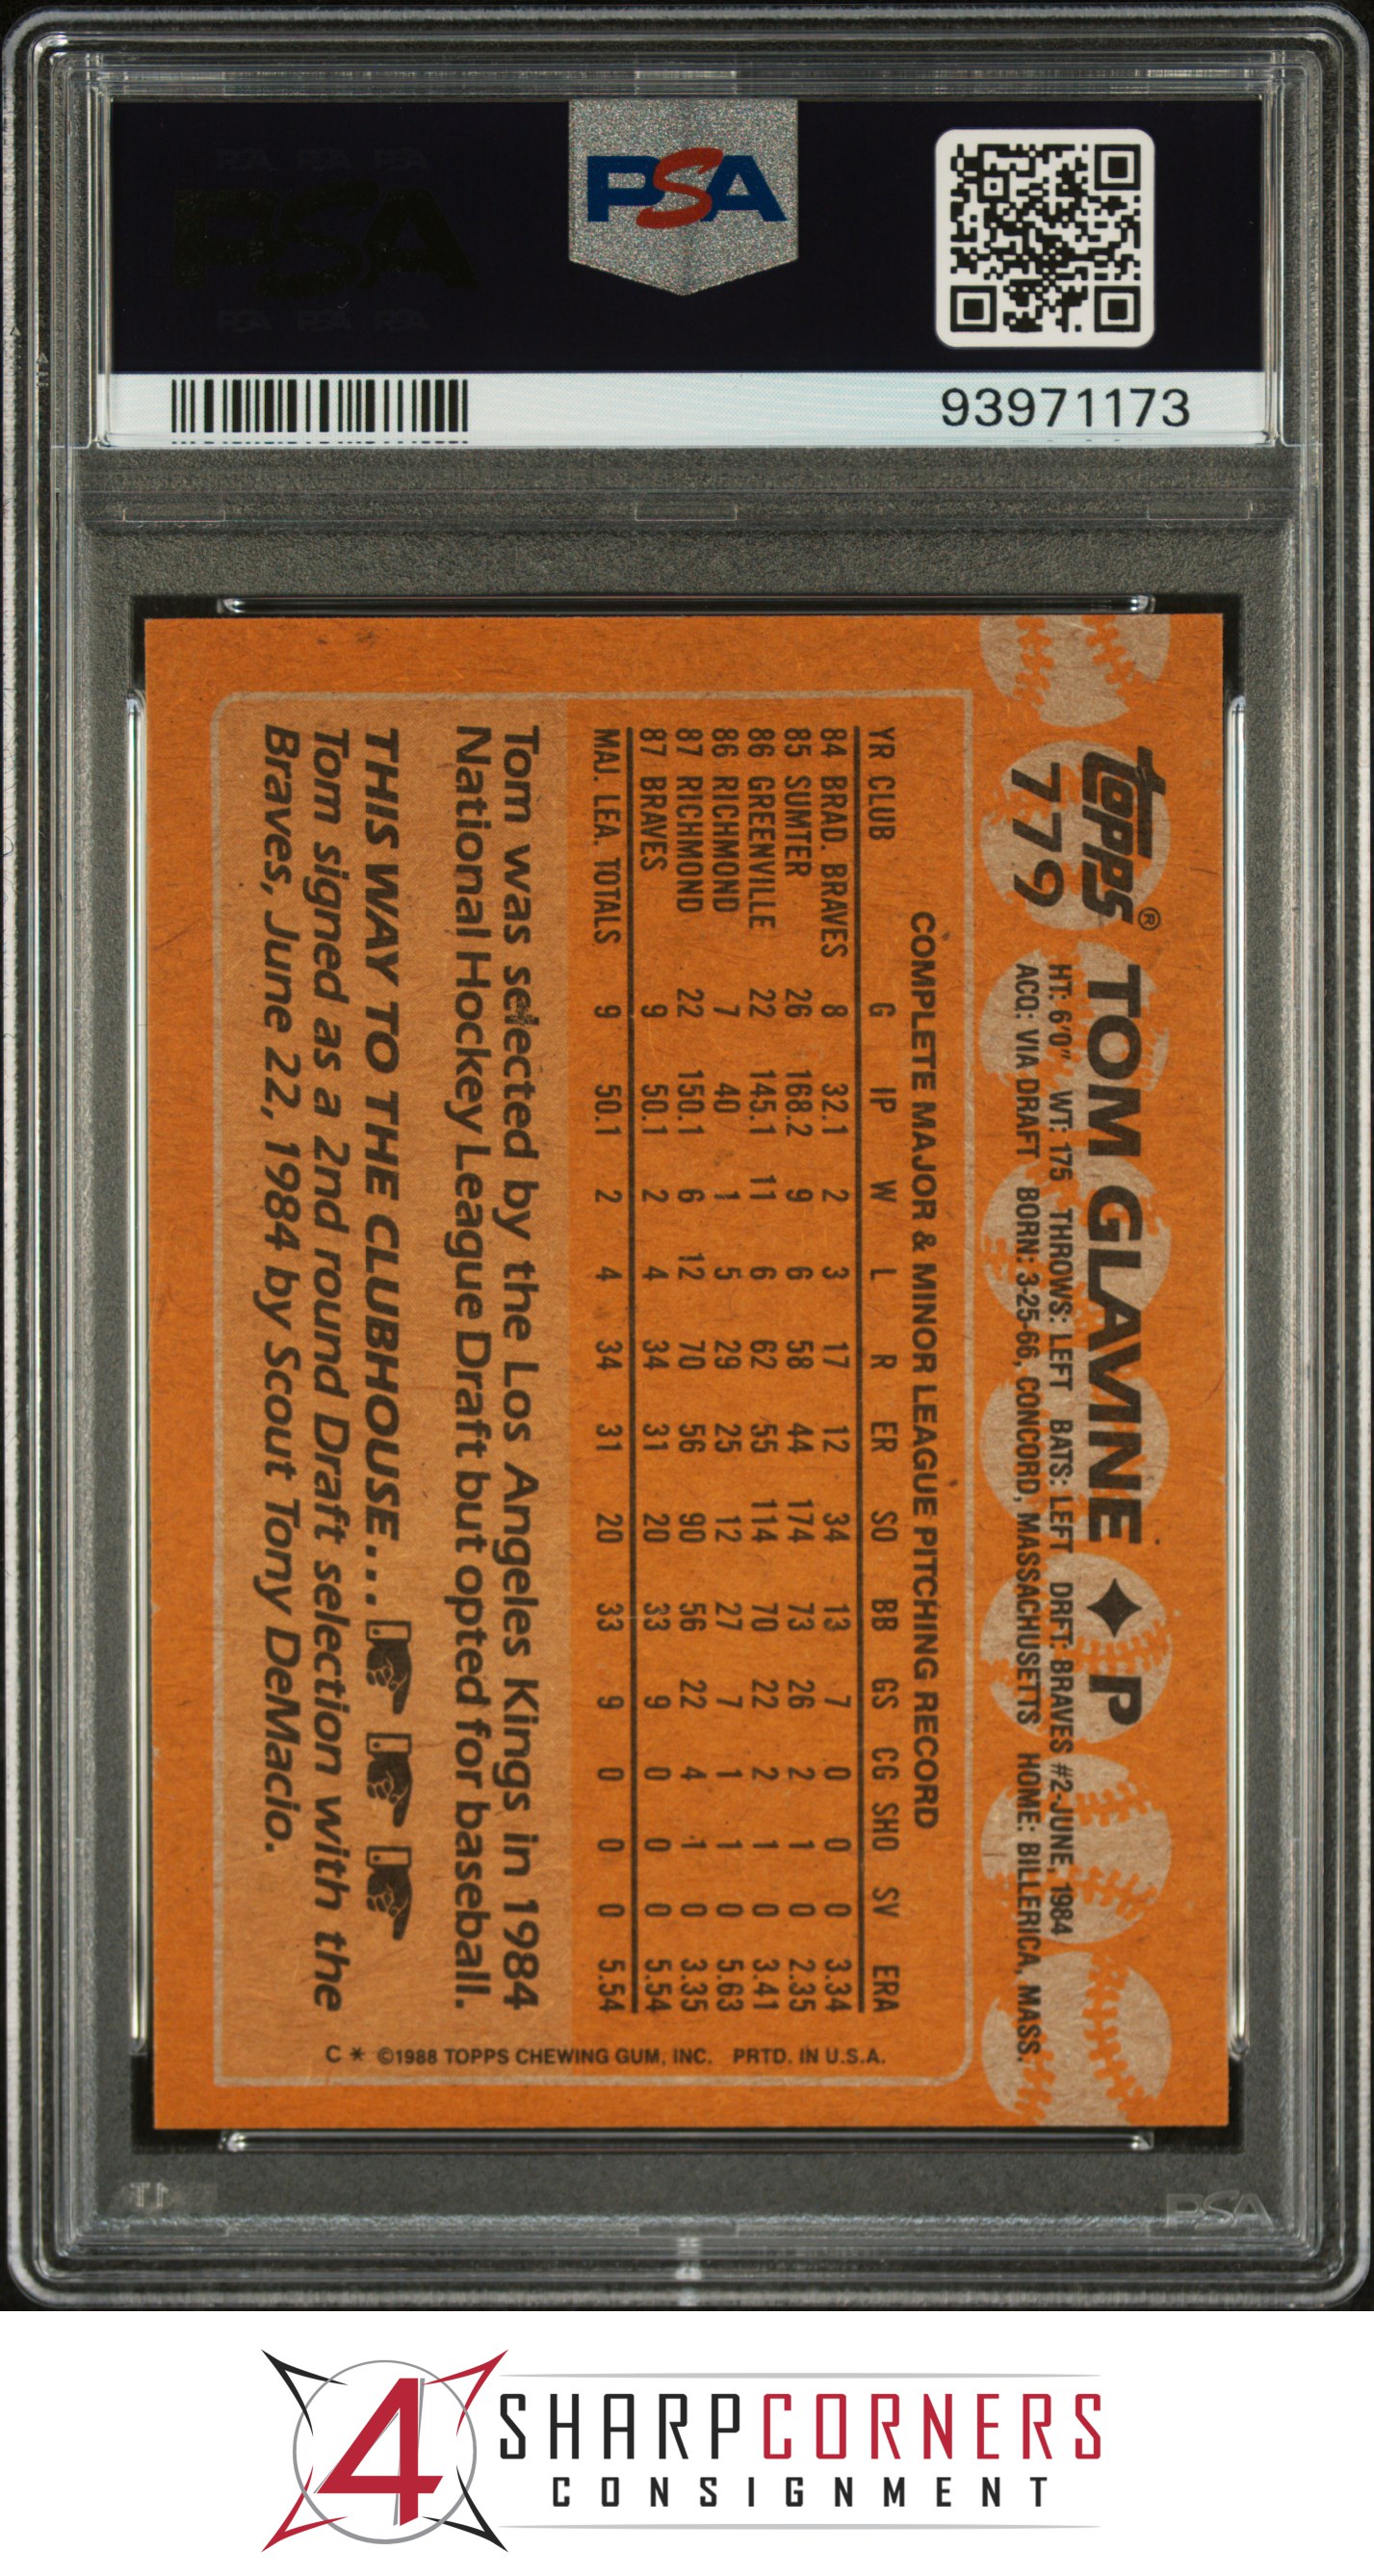 PSA PSA PSA
PSA
PSA PSA PSA
PSA
93971173
topps®
779
TOM GLAVINE ✦ P
HT: 6'0" WT: 175 THROWS: LEFT BATS: LEFT DRFT: BRAVES #2-JUNE, 1984
ACQ: VIA DRAFT BORN: 3-25-66, CONCORD, MASSACHUSETTS HOME: BILLERICA, MASS.
COMPLETE MAJOR & MINOR LEAGUE PITCHING RECORD
YR CLUB G IP W L R ER SO BB GS CG SHO SV ERA
84 BRAD. BRAVES 8 32.1 2 3 17 12 34 13 7 0 0 0 3.34
85 SUMTER 26 168.2 9 6 58 44 174 73 26 2 1 0 2.35
86 GREENVILLE 22 145.1 11 6 62 55 114 70 22 2 1 0 3.41
86 RICHMOND 7 40 1 5 29 25 12 27 7 1 1 0 5.63
87 RICHMOND 22 150.1 6 12 70 56 90 56 22 4 1 0 3.35
87 BRAVES 9 50.1 2 4 34 31 20 33 9 0 0 0 5.54
MAJ. LEA. TOTALS 9 50.1 2 4 34 31 20 33 9 0 0 0 5.54
Tom was selected by the Los Angeles Kings in 1984
National Hockey League Draft but opted for baseball.
THIS WAY TO THE CLUBHOUSE...
Tom signed as a 2nd round Draft selection with the
Braves, June 22, 1984 by Scout Tony DeMacio.
C * ©1988 TOPPS CHEWING GUM, INC. PRTD. IN U.S.A.
PSA
4 SHARPCORNERS
CONSIGNMENT